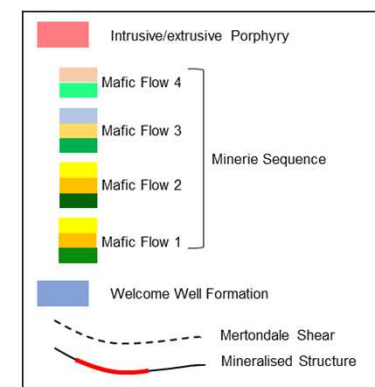 Intrusive/extrusive Porphyry
Mafic Flow 4
Mafic Flow 3
Minerie Sequence
Mafic Flow 2
Mafic Flow 1
Welcome Well Formation
Mertondale Shear
Mineralised Structure